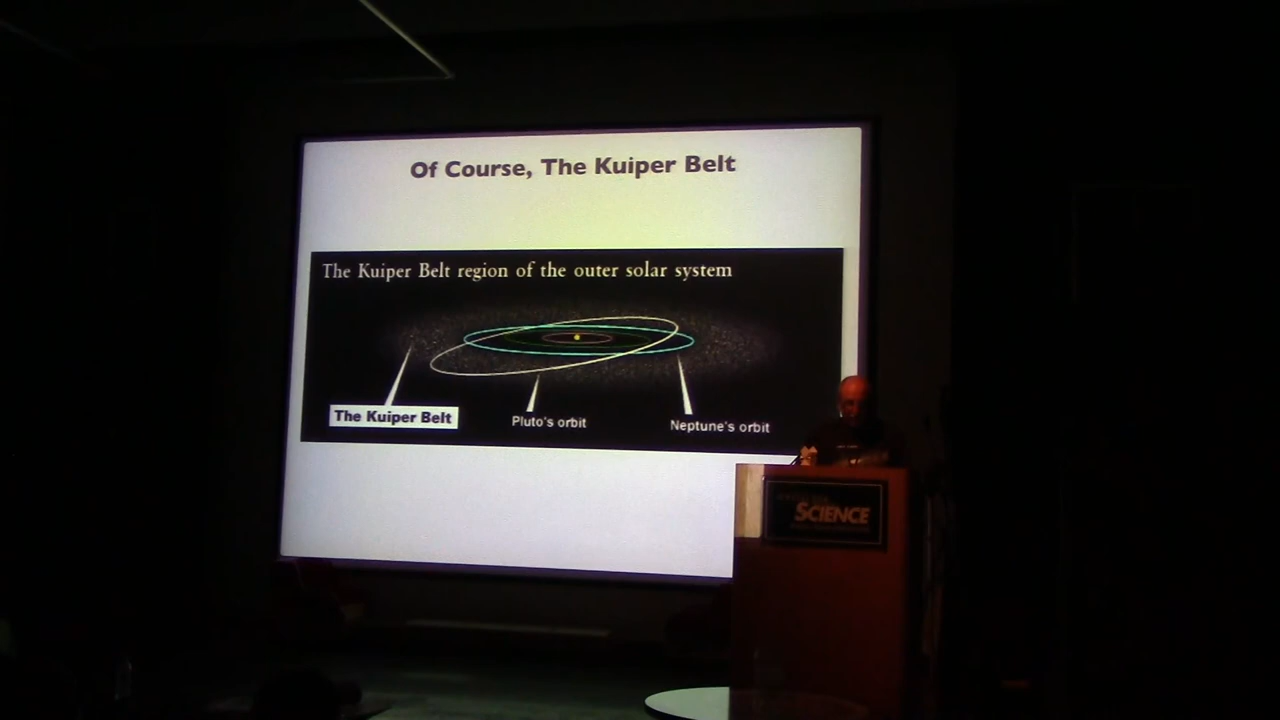 Of Course, The Kuiper Belt
The Kuiper Belt region of the outer solar system
The Kuiper Belt
Pluto's orbit
Neptune's orbit
SCIENCE